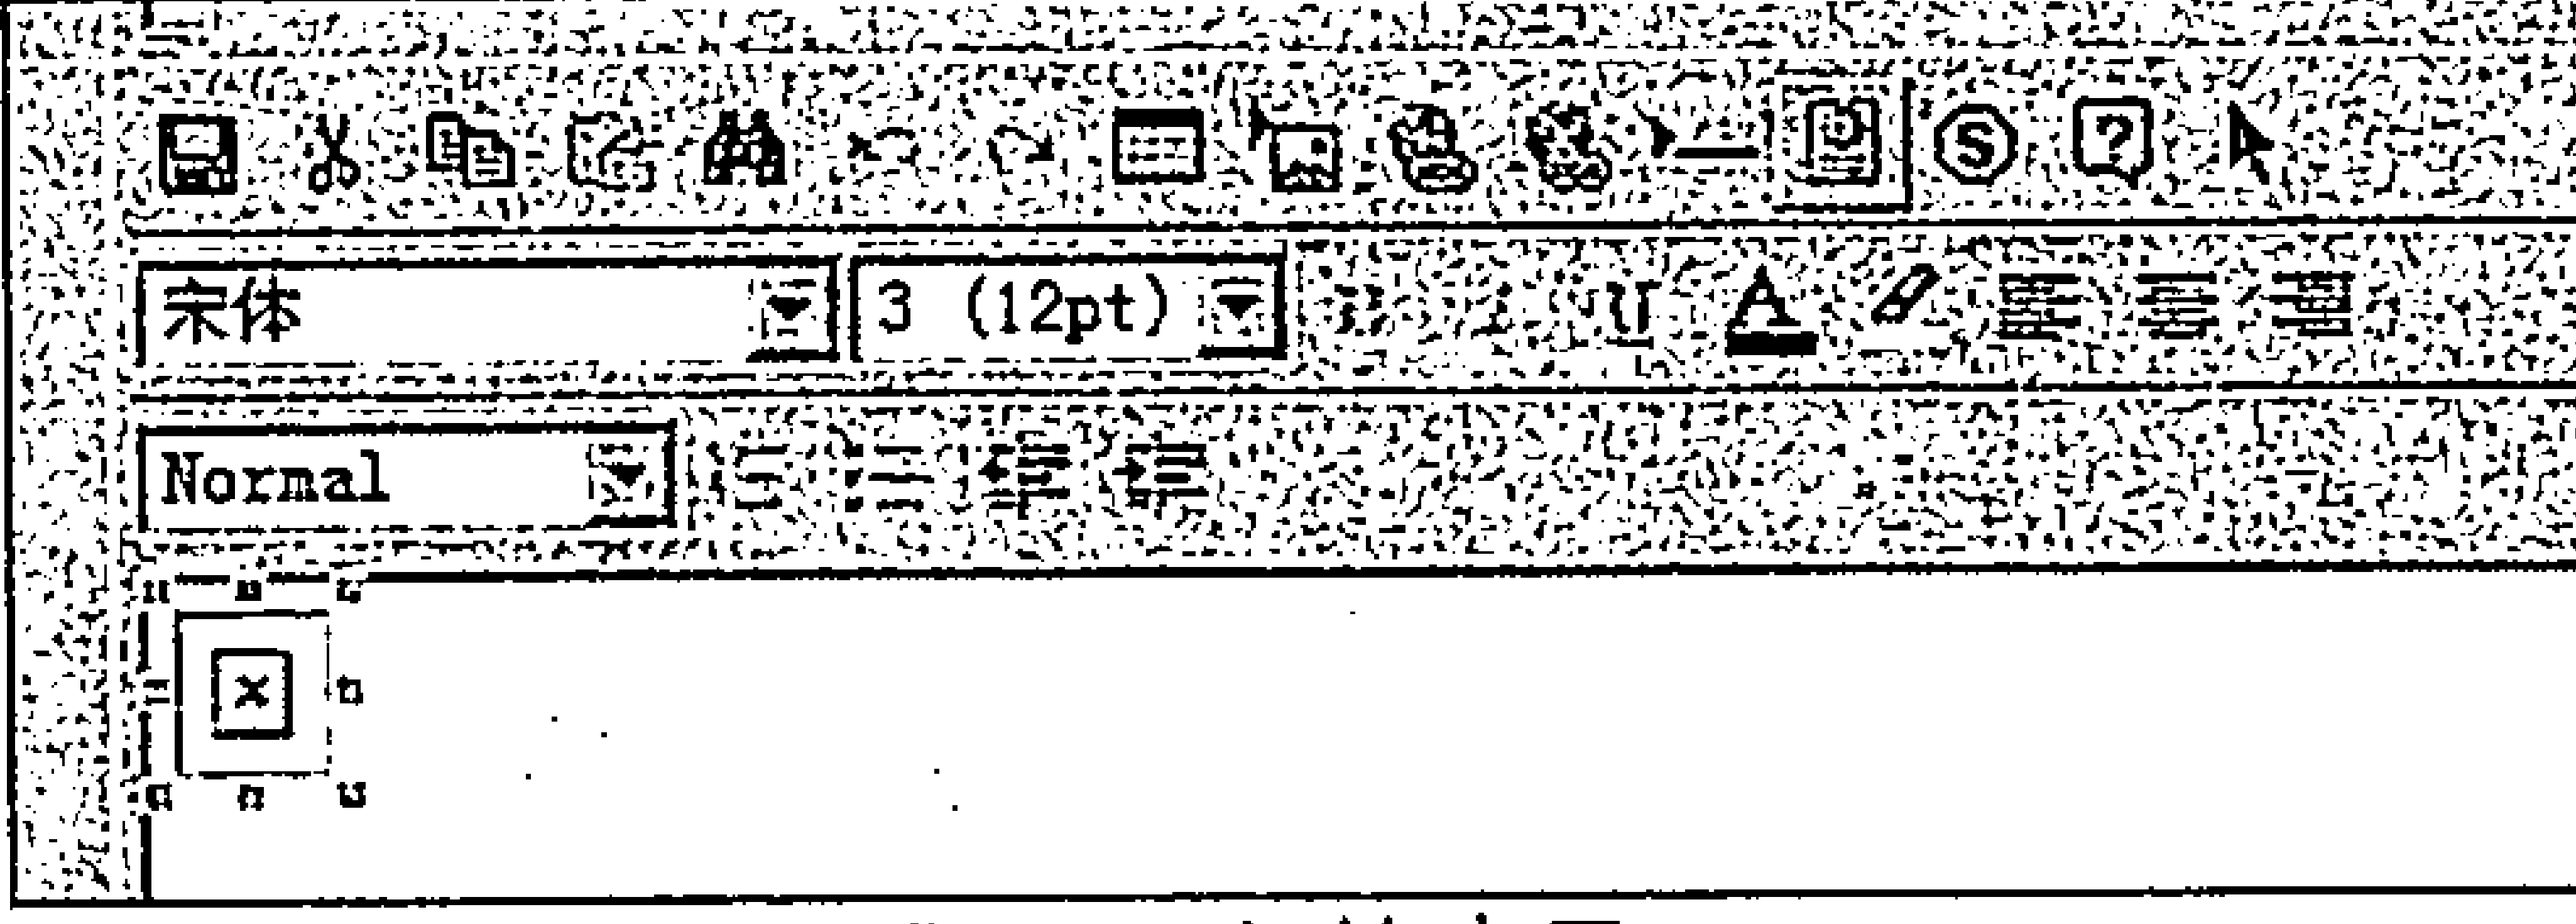 S ?
宋体 3 (12pt) U A
Normal